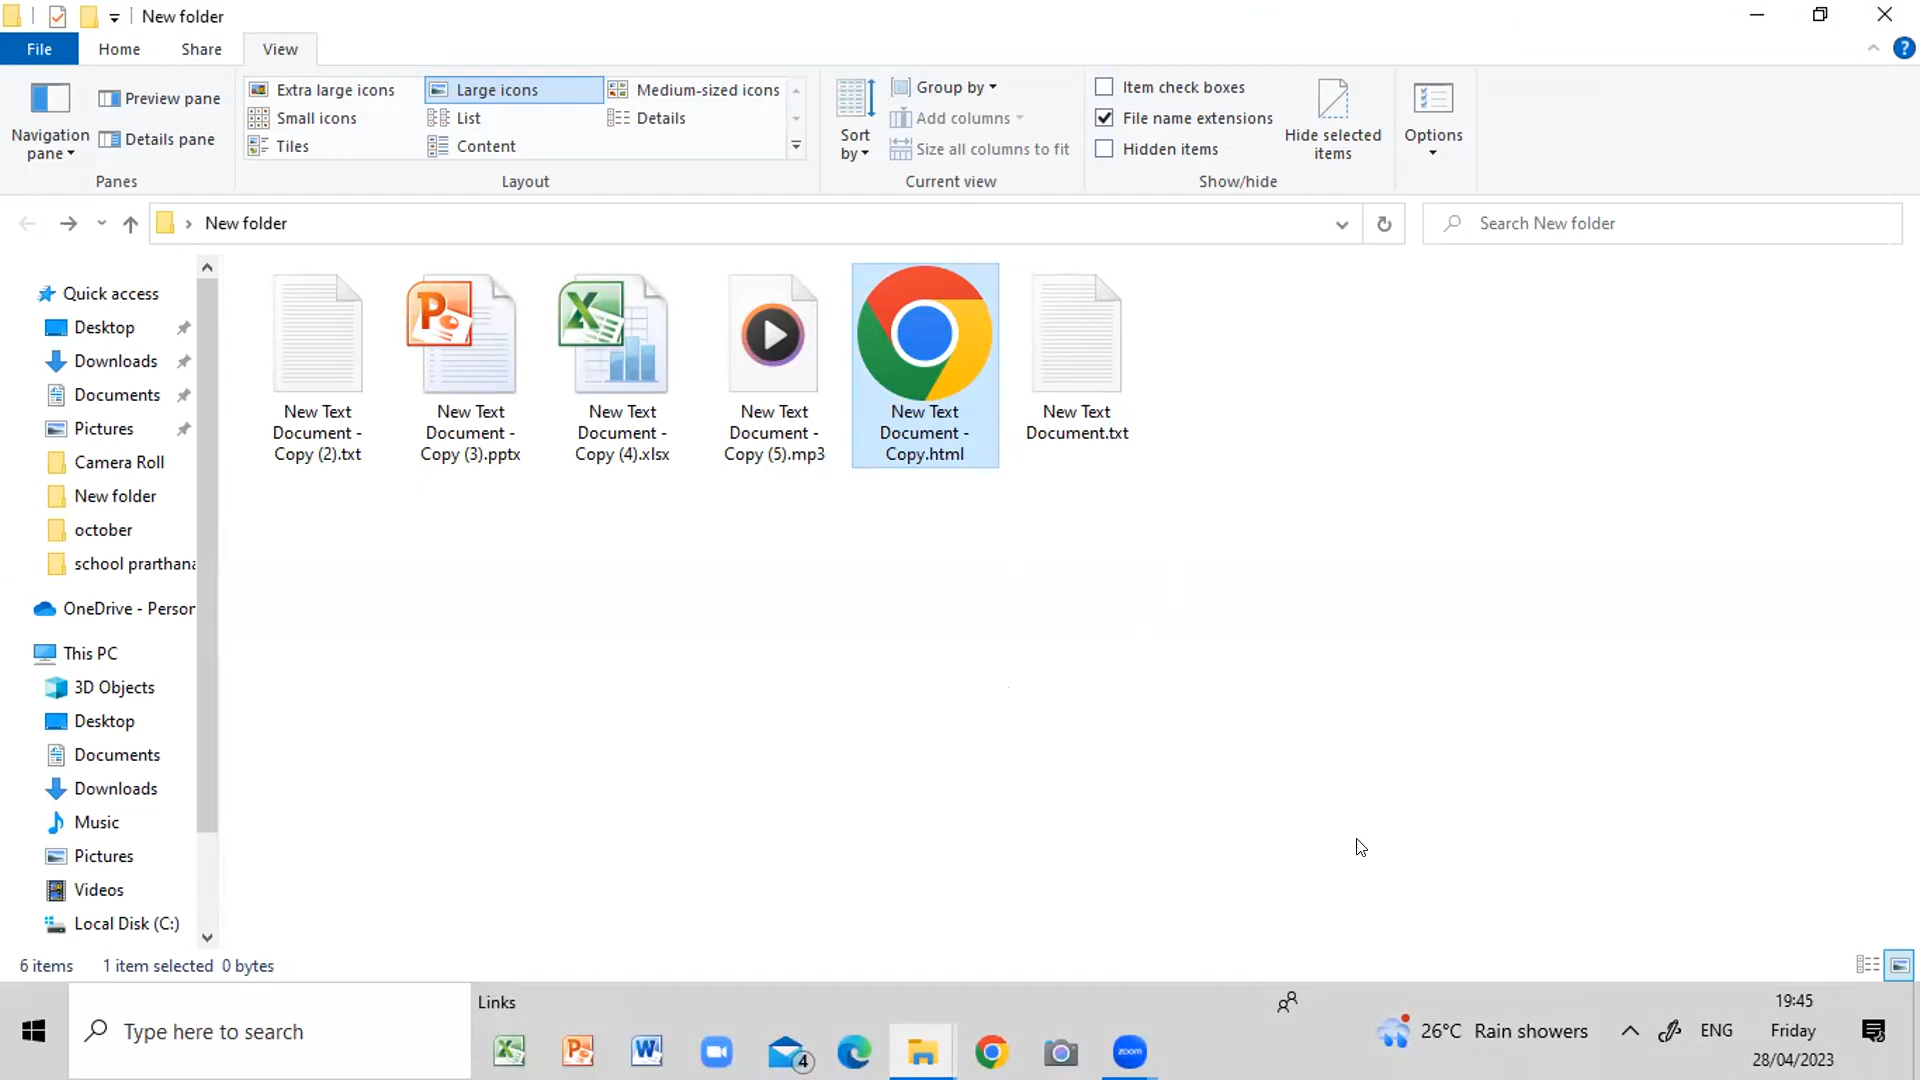 New folder
File
Home
Share
View
Navigation
pane
Preview pane
Details pane
Panes
Extra large icons
Large icons
Medium-sized icons
Small icons
List
Details
Tiles
Content
Layout
Sort
by
Group by
Add columns
Size all columns to fit
Current view
Item check boxes
File name extensions
Hidden items
Hide selected
items
Show/hide
Options
New folder
Search New folder
Quick access
Desktop
Downloads
Documents
Pictures
Camera Roll
New folder
october
school prarthana
OneDrive - Person
This PC
3D Objects
Desktop
Documents
Downloads
Music
Pictures
Videos
Local Disk (C:)
New Text
Document -
Copy (2).txt
New Text
Document -
Copy (3).pptx
New Text
Document -
Copy (4).xlsx
New Text
Document -
Copy (5).mp3
New Text
Document -
Copy.html
New Text
Document.txt
6 items
1 item selected
0 bytes
Type here to search
Links
4
zoom
26°C
Rain showers
ENG
19:45
Friday
28/04/2023